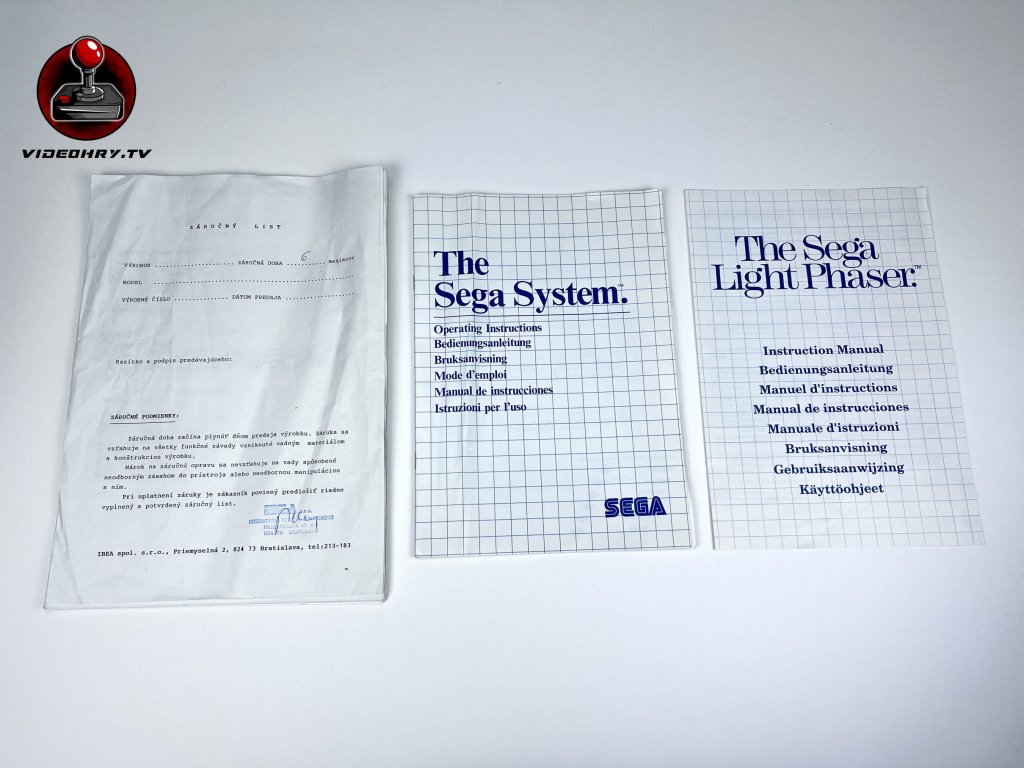 VIDEOHRY.TV
ZÁRUČNÝ LIST
VÝROBOK ...................... ZÁRUČNÁ DOBA ....6..... mesiacov
MODEL ....................................................
VÝROBNÉ ČÍSLO ............... DÁTUM PREDAJA ...................
Razítko a podpis predávajúceho:
ZÁRUČNÉ PODMIENKY:
Záručná doba začína plynúť dňom predaja výrobku, záruka sa
vzťahuje na všetky funkčné závady vzniknuté vadným materiálom
a konštrukciou výrobku.
Nárok na záručnú opravu sa nevzťahuje na vady spôsobené
neodborným zásahom do prístroja alebo neodbornou manipuláciou
s ním.
Pri uplatnení záruky je zákazník povinný predložiť riadne
vyplnený a potvrdený záručný list.
IBEA spol. s.r.o., Priemyselná 2, 824 73 Bratislava, tel:213-183
The
Sega System.™
Operating Instructions
Bedienungsanleitung
Bruksanvisning
Mode d'emploi
Manual de instrucciones
Istruzioni per l'uso
SEGA
The Sega
Light Phaser.™
Instruction Manual
Bedienungsanleitung
Manuel d'instructions
Manual de instrucciones
Manuale d'istruzioni
Bruksanvisning
Gebruiksaanwijzing
Käyttöohjeet